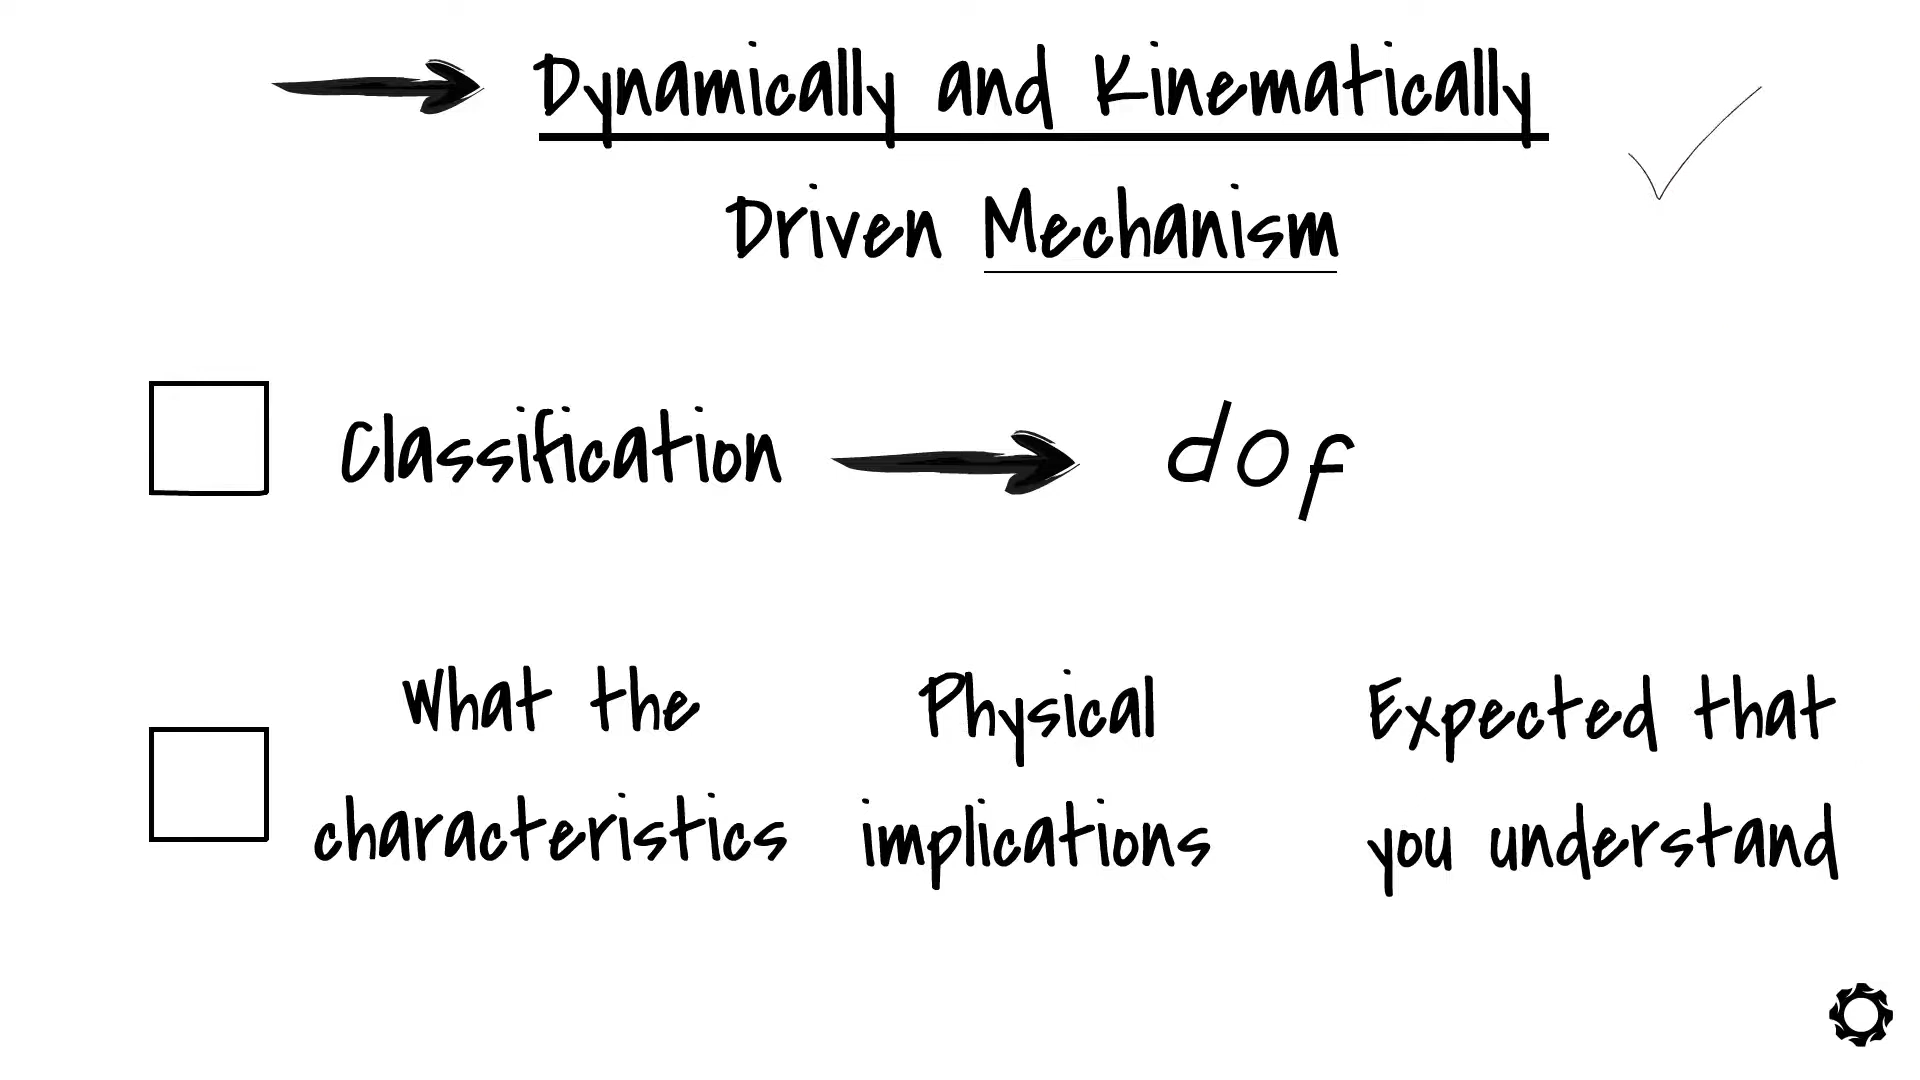 Dynamically and Kinematically
Driven Mechanism
Classification
dof
What the
characteristics
Physical
implications
Expected that
you understand